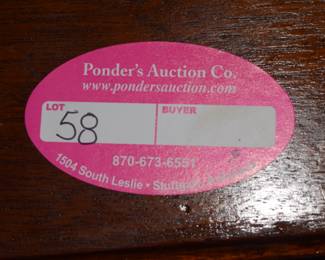 Ponder's Auction Co.
www.pondersauction.com
LOT
BUYER
58
870-673-6551
1504 South Leslie •